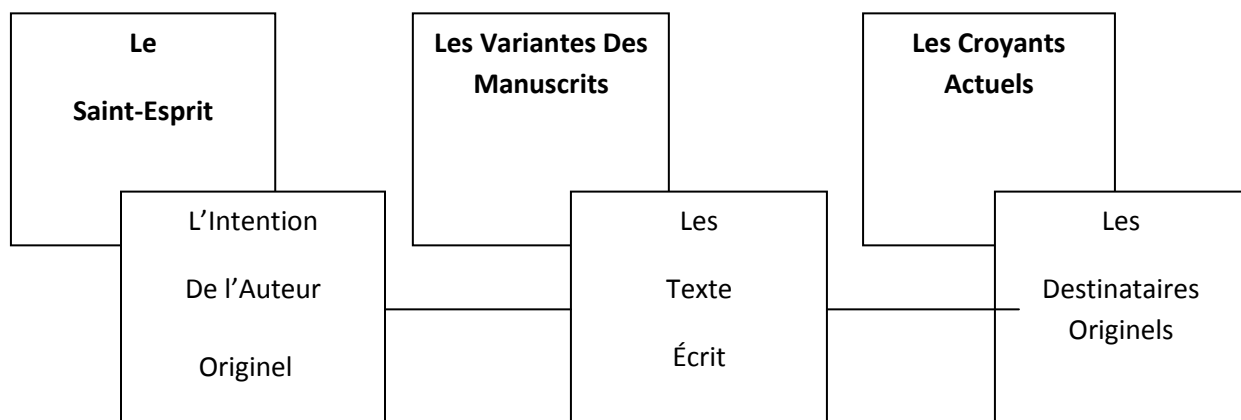 Le
Saint-Esprit
Les Variantes Des
Manuscrits
Les Croyants
Actuels
L’Intention
De l’Auteur
Originel
Les
Texte
Écrit
Les
Destinataires
Originels